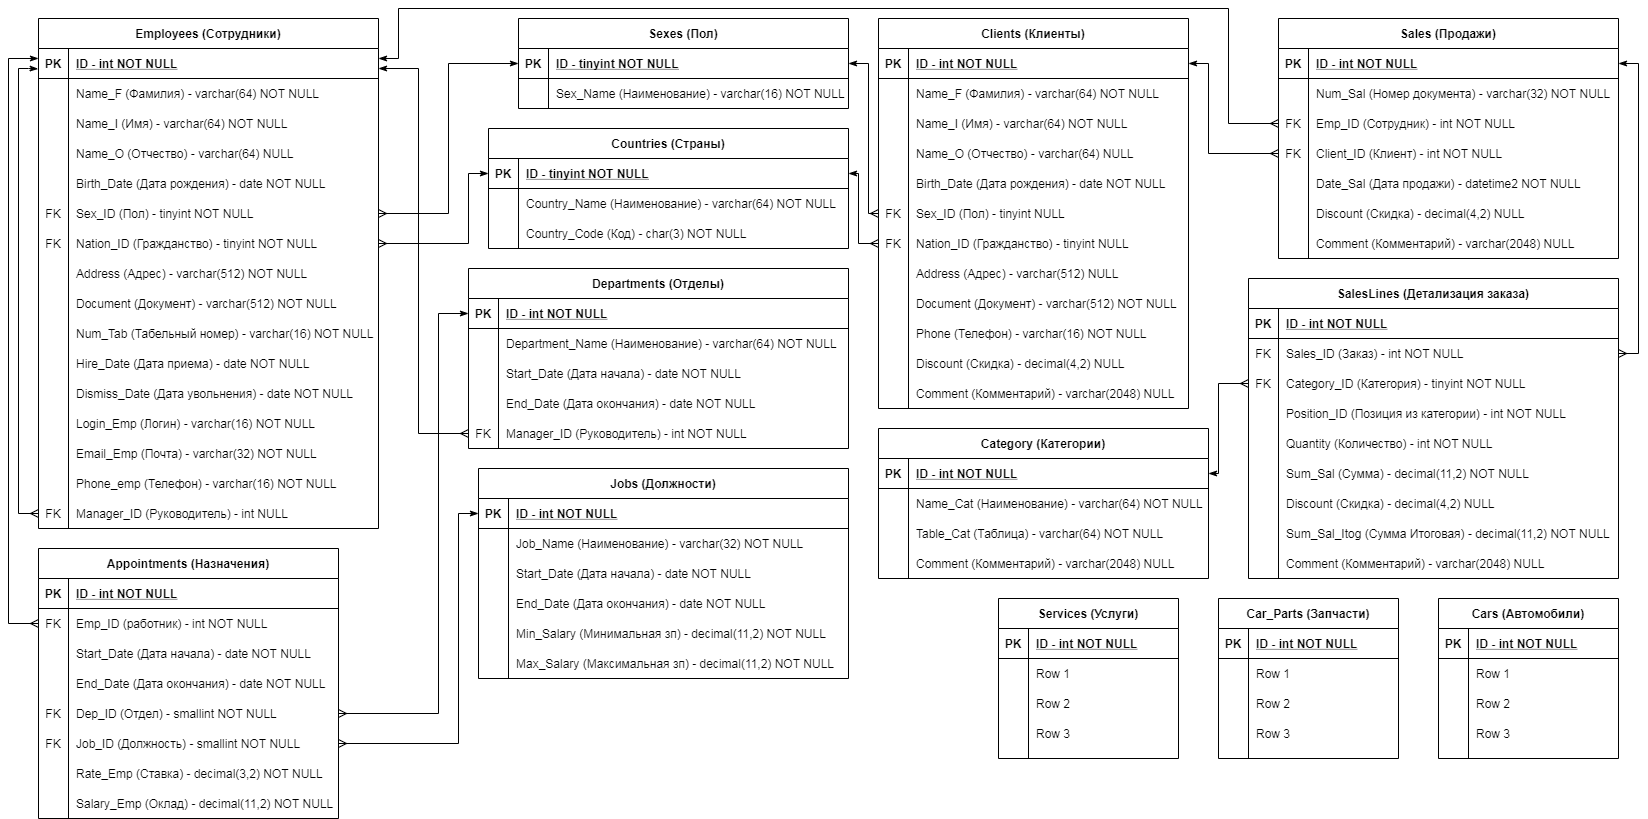 Employees (Сотрудники)
PK ID - int NOT NULL
Name_F (Фамилия) - varchar(64) NOT NULL
Name_I (Имя) - varchar(64) NOT NULL
Name_O (Отчество) - varchar(64) NULL
Birth_Date (Дата рождения) - date NOT NULL
FK Sex_ID (Пол) - tinyint NOT NULL
FK Nation_ID (Гражданство) - tinyint NOT NULL
Address (Адрес) - varchar(512) NOT NULL
Document (Документ) - varchar(512) NOT NULL
Num_Tab (Табельный номер) - varchar(16) NOT NULL
Hire_Date (Дата приема) - date NOT NULL
Dismiss_Date (Дата увольнения) - date NOT NULL
Login_Emp (Логин) - varchar(16) NOT NULL
Email_Emp (Почта) - varchar(32) NOT NULL
Phone_emp (Телефон) - varchar(16) NOT NULL
FK Manager_ID (Руководитель) - int NULL
Appointments (Назначения)
PK ID - int NOT NULL
FK Emp_ID (работник) - int NOT NULL
Start_Date (Дата начала) - date NOT NULL
End_Date (Дата окончания) - date NOT NULL
FK Dep_ID (Отдел) - smallint NOT NULL
FK Job_ID (Должность) - smallint NOT NULL
Rate_Emp (Ставка) - decimal(3,2) NOT NULL
Salary_Emp (Оклад) - decimal(11,2) NOT NULL
Sexes (Пол)
PK ID - tinyint NOT NULL
Sex_Name (Наименование) - varchar(16) NOT NULL
Countries (Страны)
PK ID - tinyint NOT NULL
Country_Name (Наименование) - varchar(64) NOT NULL
Country_Code (Код) - char(3) NOT NULL
Departments (Отделы)
PK ID - int NOT NULL
Department_Name (Наименование) - varchar(64) NOT NULL
Start_Date (Дата начала) - date NOT NULL
End_Date (Дата окончания) - date NOT NULL
FK Manager_ID (Руководитель) - int NOT NULL
Jobs (Должности)
PK ID - int NOT NULL
Job_Name (Наименование) - varchar(32) NOT NULL
Start_Date (Дата начала) - date NOT NULL
End_Date (Дата окончания) - date NOT NULL
Min_Salary (Минимальная зп) - decimal(11,2) NOT NULL
Max_Salary (Максимальная зп) - decimal(11,2) NOT NULL
Clients (Клиенты)
PK ID - int NOT NULL
Name_F (Фамилия) - varchar(64) NOT NULL
Name_I (Имя) - varchar(64) NOT NULL
Name_O (Отчество) - varchar(64) NULL
Birth_Date (Дата рождения) - date NOT NULL
FK Sex_ID (Пол) - tinyint NULL
FK Nation_ID (Гражданство) - tinyint NULL
Address (Адрес) - varchar(512) NULL
Document (Документ) - varchar(512) NOT NULL
Phone (Телефон) - varchar(16) NOT NULL
Discount (Скидка) - decimal(4,2) NULL
Comment (Комментарий) - varchar(2048) NULL
Category (Категории)
PK ID - int NOT NULL
Name_Cat (Наименование) - varchar(64) NOT NULL
Table_Cat (Таблица) - varchar(64) NOT NULL
Comment (Комментарий) - varchar(2048) NULL
Sales (Продажи)
PK ID - int NOT NULL
Num_Sal (Номер документа) - varchar(32) NOT NULL
FK Emp_ID (Сотрудник) - int NOT NULL
FK Client_ID (Клиент) - int NOT NULL
Date_Sal (Дата продажи) - datetime2 NOT NULL
Discount (Скидка) - decimal(4,2) NULL
Comment (Комментарий) - varchar(2048) NULL
SalesLines (Детализация заказа)
PK ID - int NOT NULL
FK Sales_ID (Заказ) - int NOT NULL
FK Category_ID (Категория) - tinyint NOT NULL
Position_ID (Позиция из категории) - int NOT NULL
Quantity (Количество) - int NOT NULL
Sum_Sal (Сумма) - decimal(11,2) NOT NULL
Discount (Скидка) - decimal(4,2) NULL
Sum_Sal_Itog (Сумма Итоговая) - decimal(11,2) NOT NULL
Comment (Комментарий) - varchar(2048) NULL
Services (Услуги)
PK ID - int NOT NULL
Row 1
Row 2
Row 3
Car_Parts (Запчасти)
PK ID - int NOT NULL
Row 1
Row 2
Row 3
Cars (Автомобили)
PK ID - int NOT NULL
Row 1
Row 2
Row 3